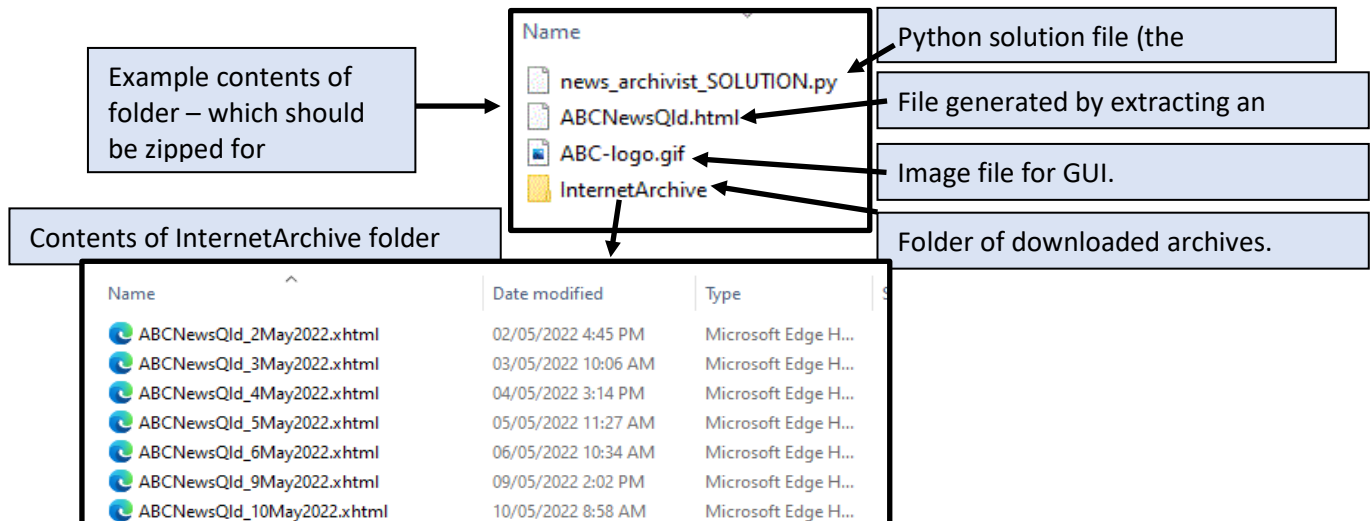 Example contents of
folder – which should
be zipped for
Name
news_archivist_SOLUTION.py
ABCNewsQld.html
ABC-logo.gif
InternetArchive
Python solution file (the
File generated by extracting an
Image file for GUI.
Folder of downloaded archives.
Contents of InternetArchive folder
Name Date modified Type
ABCNewsQld_2May2022.xhtml 02/05/2022 4:45 PM Microsoft Edge H...
ABCNewsQld_3May2022.xhtml 03/05/2022 10:06 AM Microsoft Edge H...
ABCNewsQld_4May2022.xhtml 04/05/2022 3:14 PM Microsoft Edge H...
ABCNewsQld_5May2022.xhtml 05/05/2022 11:27 AM Microsoft Edge H...
ABCNewsQld_6May2022.xhtml 06/05/2022 10:34 AM Microsoft Edge H...
ABCNewsQld_9May2022.xhtml 09/05/2022 2:02 PM Microsoft Edge H...
ABCNewsQld_10May2022.xhtml 10/05/2022 8:58 AM Microsoft Edge H...